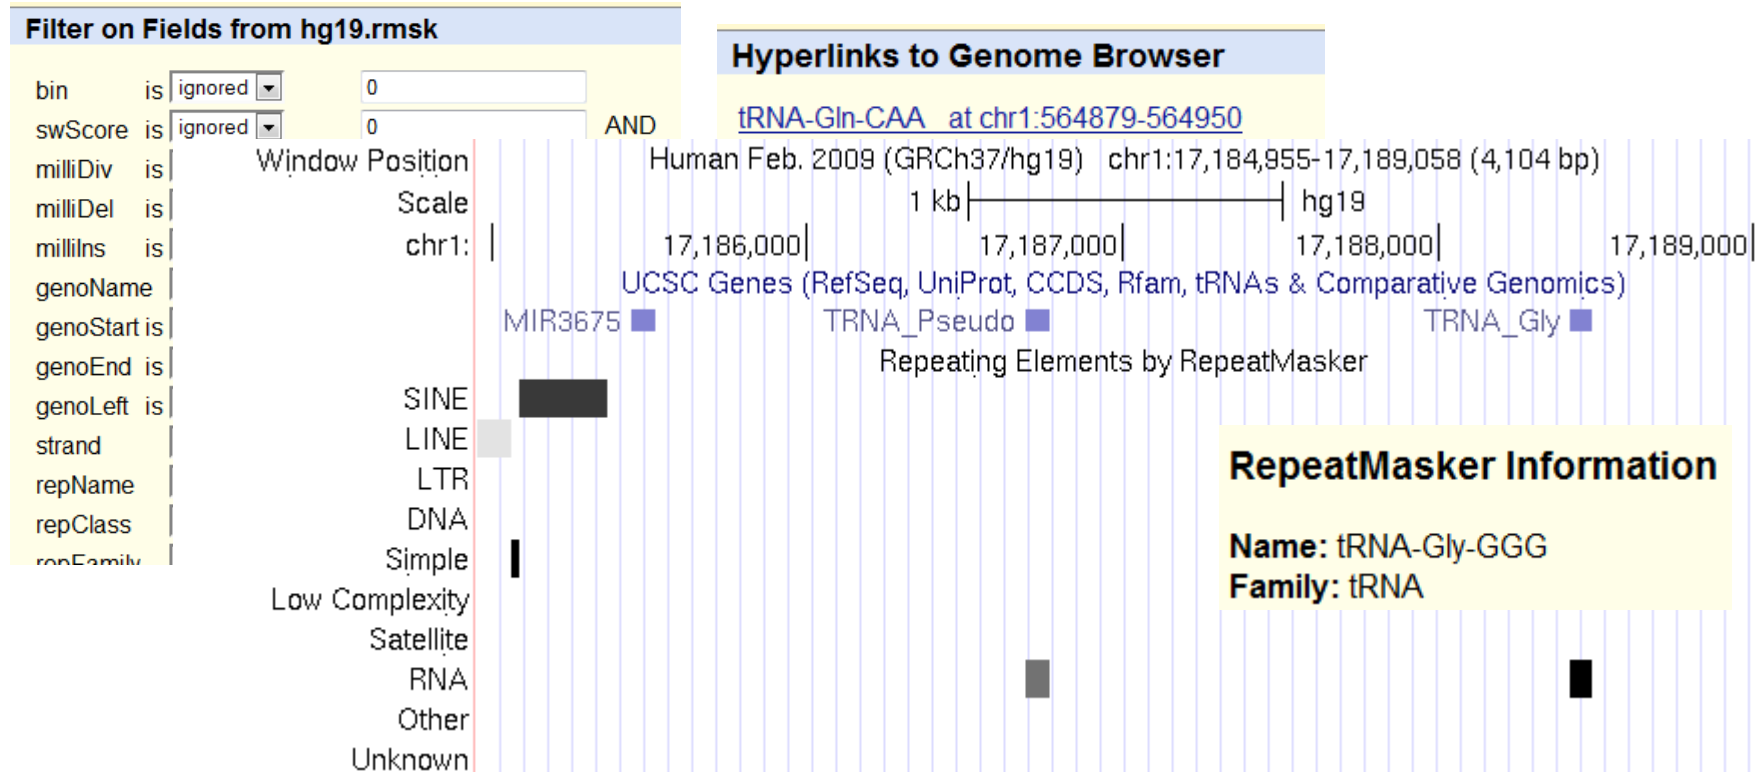 Filter on Fields from hg19.rmsk
bin is ignored 0
swScore is ignored 0 AND
milliDiv is
milliDel is
milliIns is
genoName
genoStart is
genoEnd is
genoLeft is
strand
repName
repClass
repFamily
Hyperlinks to Genome Browser
tRNA-Gln-CAA at chr1:564879-564950
Window Position Human Feb. 2009 (GRCh37/hg19) chr1:17,184,955-17,189,058 (4,104 bp)
Scale 1 kb hg19
chr1: 17,186,000 17,187,000 17,188,000 17,189,000
UCSC Genes (RefSeq, UniProt, CCDS, Rfam, tRNAs & Comparative Genomics)
MIR3675 TRNA_Pseudo TRNA_Gly
Repeating Elements by RepeatMasker
SINE
LINE
LTR
DNA
Simple
Low Complexity
Satellite
RNA
Other
Unknown
RepeatMasker Information
Name: tRNA-Gly-GGG
Family: tRNA